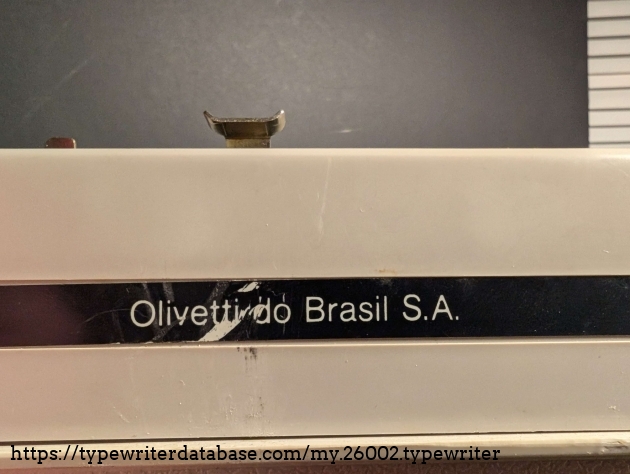 Olivetti do Brasil S.A.
https://typewriterdatabase.com/my.26002.typewriter